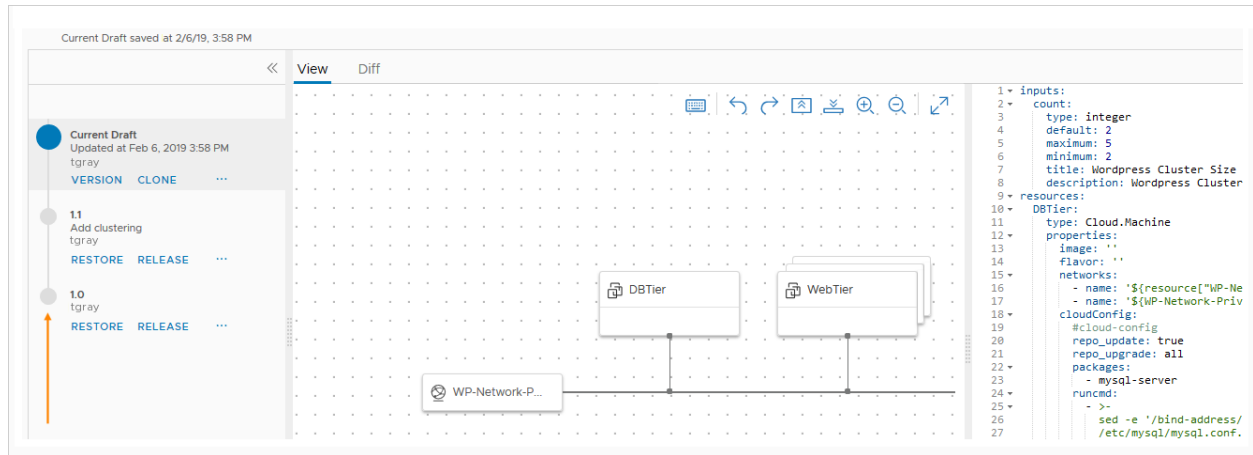 Current Draft saved at 2/6/19, 3:58 PM
View Diff
Current Draft
Updated at Feb 6, 2019 3:58 PM
tgray
VERSION CLONE ...
1.1
Add clustering
tgray
RESTORE RELEASE ...
1.0
tgray
RESTORE RELEASE ...
DBTier
WebTier
WP-Network-P...
1 inputs:
2 count:
3 type: integer
4 default: 2
5 maximum: 5
6 minimum: 2
7 title: Wordpress Cluster Size
8 description: Wordpress Cluster
9 resources:
10 DBTier:
11 type: Cloud.Machine
12 properties:
13 image: ''
14 flavor: ''
15 networks:
16 - name: '${resource["WP-Ne
17 - name: '${WP-Network-Priv
18 cloudConfig:
19 #cloud-config
20 repo_update: true
21 repo_upgrade: all
22 packages:
23 - mysql-server
24 runcmd:
25 - >-
26 sed -e '/bind-address/
27 /etc/mysql/mysql.conf.